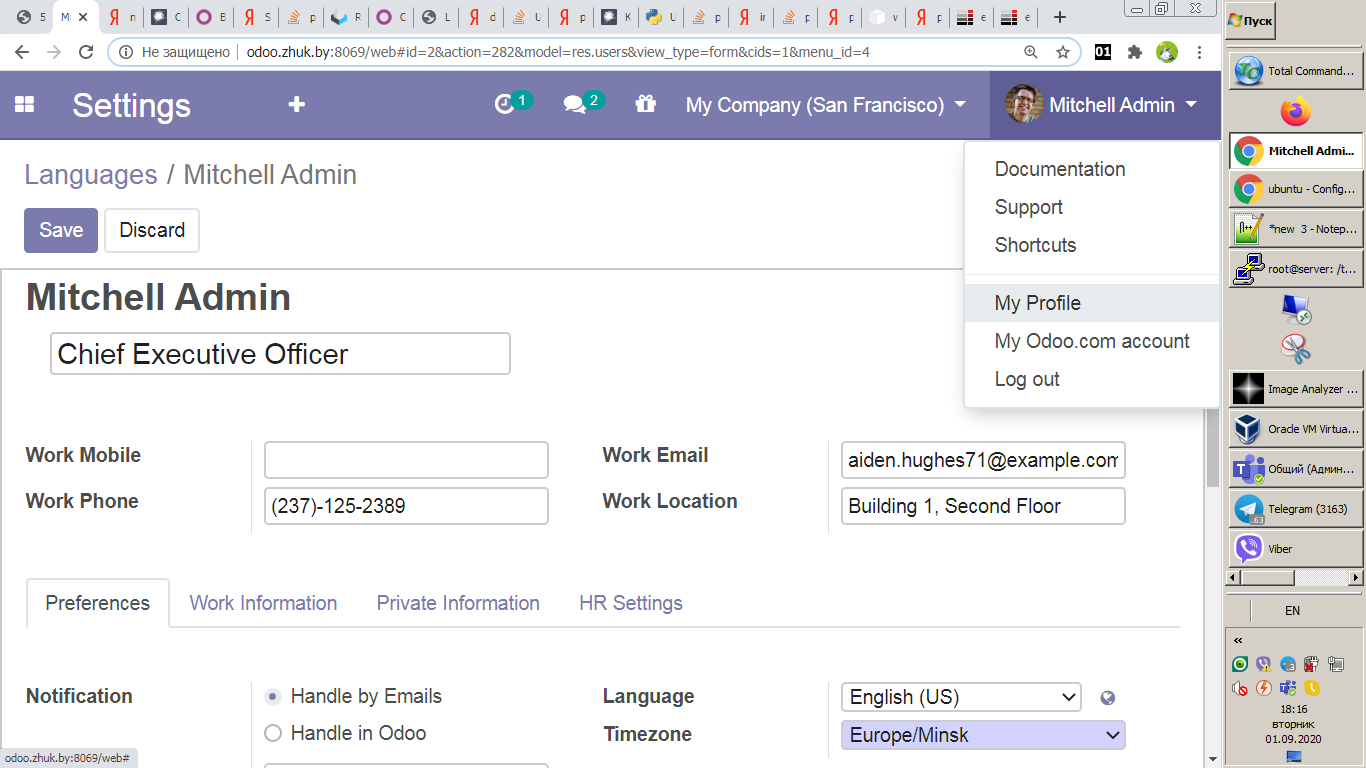 5
М
Я n
C
O B
Я S
p
R
O C
L
Я d
U
Я p
K
U
p
Я ir
p
Я p
v
Я p
e
e
Не защищено
odoo.zhuk.by:8069/web#id=2&action=282&model=res.users&view_type=form&cids=1&menu_id=4
01
Settings
1
2
My Company (San Francisco)
Mitchell Admin
Languages / Mitchell Admin
Documentation
Support
Shortcuts
My Profile
My Odoo.com account
Log out
Save
Discard
Mitchell Admin
Chief Executive Officer
Work Mobile
Work Email
aiden.hughes71@example.com
Work Phone
(237)-125-2389
Work Location
Building 1, Second Floor
Preferences
Work Information
Private Information
HR Settings
Notification
Handle by Emails
Handle in Odoo
Language
English (US)
Timezone
Europe/Minsk
odoo.zhuk.by:8069/web#
Пуск
Total Command...
Mitchell Admi...
ubuntu - Config...
*new 3 - Notep...
root@server: /t...
Image Analyzer ...
Oracle VM Virtua...
Общий (Админ...
Telegram (3163)
Viber
EN
18:16
вторник
01.09.2020